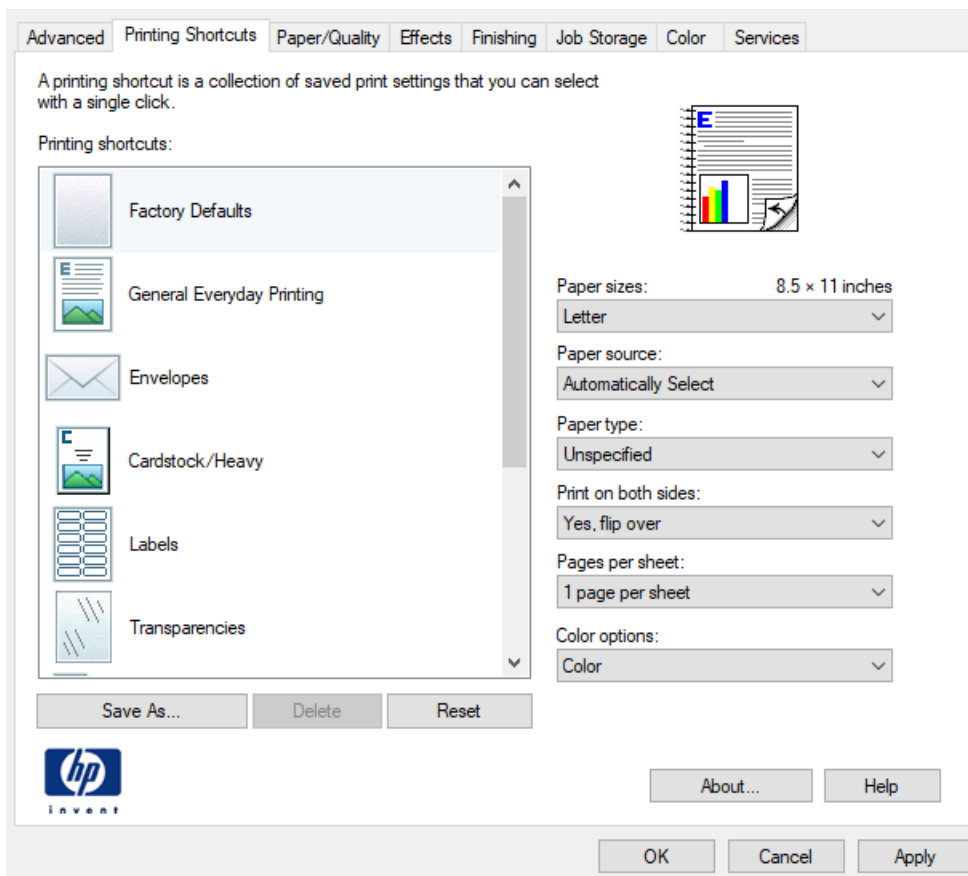 Advanced
Printing Shortcuts
Paper/Quality
Effects
Finishing
Job Storage
Color
Services
A printing shortcut is a collection of saved print settings that you can select
with a single click.
Printing shortcuts:
Factory Defaults
E
General Everyday Printing
Envelopes
C
Cardstock/Heavy
Labels
Transparencies
Save As...
Delete
Reset
E
Paper sizes:
8.5 × 11 inches
Letter
Paper source:
Automatically Select
Paper type:
Unspecified
Print on both sides:
Yes, flip over
Pages per sheet:
1 page per sheet
Color options:
Color
hp
invent
About...
Help
OK
Cancel
Apply